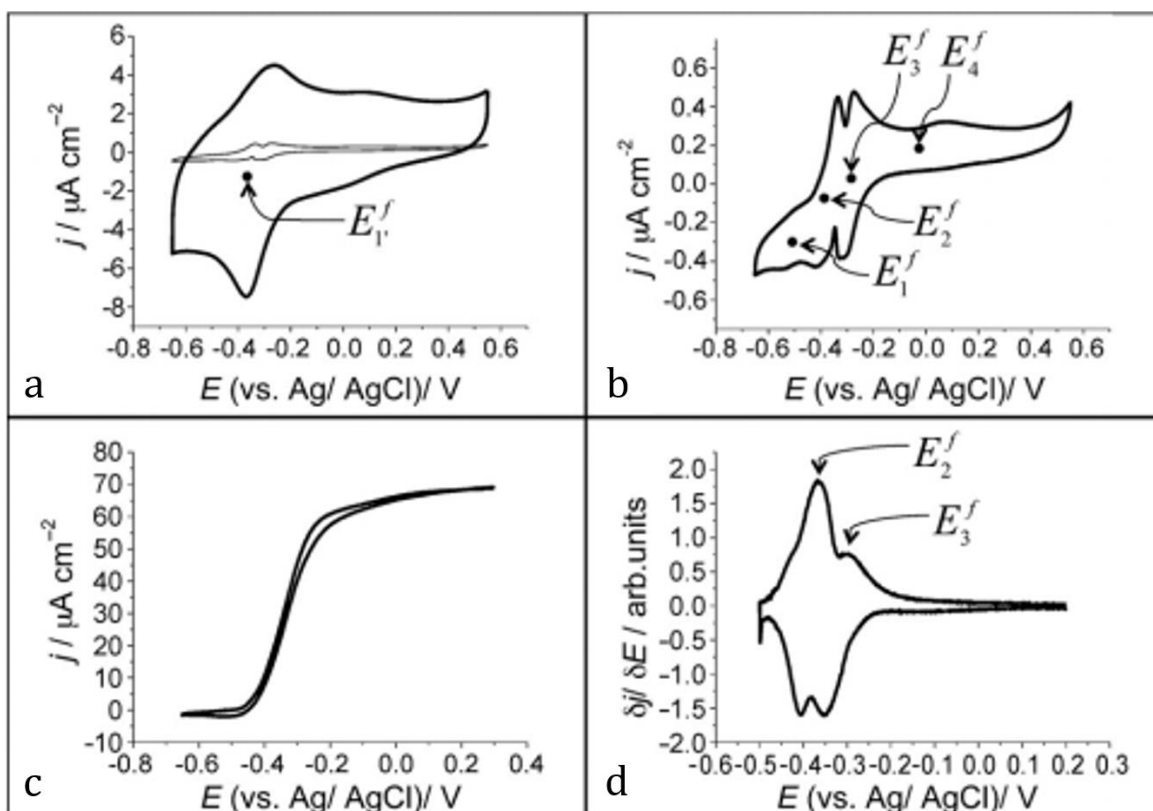 j / μA cm⁻²
6
4
2
0
-2
-4
-6
-8
-0.8 -0.6 -0.4 -0.2 0.0 0.2 0.4 0.6
E (vs. Ag/ AgCl)/ V
E₁'ᶠ
a
j / μA cm⁻²
0.6
0.4
0.2
0.0
-0.2
-0.4
-0.6
-0.8 -0.6 -0.4 -0.2 0.0 0.2 0.4 0.6
E (vs. Ag/ AgCl)/ V
E₃ᶠ E₄ᶠ
E₂ᶠ
E₁ᶠ
b
j / μA cm⁻²
80
70
60
50
40
30
20
10
0
-10
-0.8 -0.6 -0.4 -0.2 0.0 0.2 0.4
E (vs. Ag/ AgCl)/ V
c
δj/ δE / arb.units
2.0
1.5
1.0
0.5
0.0
-0.5
-1.0
-1.5
-2.0
-0.6 -0.5 -0.4 -0.3 -0.2 -0.1 0.0 0.1 0.2 0.3
E (vs. Ag/ AgCl)/ V
E₂ᶠ
E₃ᶠ
d